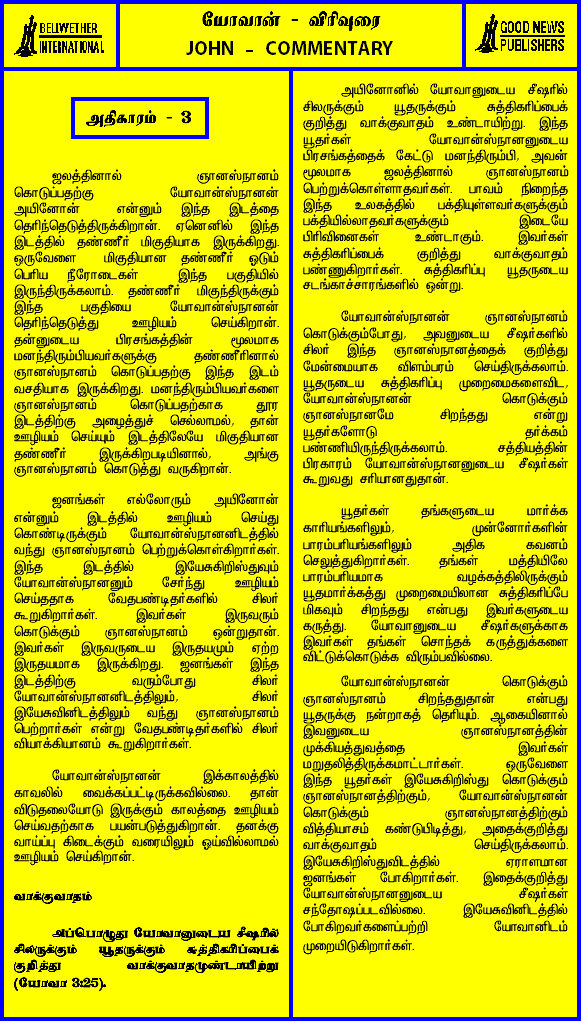 BELWETHER
INTERNATIONAL
யோவான் - விரிவுரை
JOHN - COMMENTARY
GOOD NEWS
PUBLISHERS
அதிகாரம் - 3
ஜலத்தினால் ஞானஸ்நானம்
கொடுப்பதற்கு யோவான்ஸ்நானன்
அயினோன் என்னும் இந்த இடத்தை
தெரிந்தெடுத்திருக்கிறான். ஏனெனில் இந்த
இடத்தில் தண்ணீர் மிகுதியாக இருக்கிறது.
ஒருவேளை மிகுதியான தண்ணீர் ஓடும்
பெரிய நீரோடைகள் இந்த பகுதியில்
இருந்திருக்கலாம். தண்ணீர் மிகுந்திருக்கும்
இந்த பகுதியை யோவான்ஸ்நானன்
தெரிந்தெடுத்து ஊழியம் செய்கிறான்.
தன்னுடைய பிரசங்கத்தின் மூலமாக
மனந்திரும்பியவர்களுக்கு தண்ணீரினால்
ஞானஸ்நானம் கொடுப்பதற்கு இந்த இடம்
வசதியாக இருக்கிறது. மனந்திரும்பியவர்களை
ஞானஸ்நானம் கொடுப்பதற்காக தூர
இடத்திற்கு அழைத்துச் செல்லாமல், தான்
ஊழியம் செய்யும் இடத்திலேயே மிகுதியான
தண்ணீர் இருக்கிறபடியினால், அங்கு
ஞானஸ்நானம் கொடுத்து வருகிறான்.
ஜனங்கள் எல்லோரும் அயினோன்
என்னும் இடத்தில் ஊழியம் செய்து
கொண்டிருக்கும் யோவான்ஸ்நானனிடத்தில்
வந்து ஞானஸ்நானம் பெற்றுக்கொள்கிறார்கள்.
இந்த இடத்தில் இயேசுகிறிஸ்துவும்
யோவான்ஸ்நானனும் சேர்ந்து ஊழியம்
செய்ததாக வேதபண்டிதர்களில் சிலர்
கூறுகிறார்கள். இவர்கள் இருவரும்
கொடுக்கும் ஞானஸ்நானம் ஒன்றுதான்.
இவர்கள் இருவருடைய இருதயமும் ஏற்ற
இருதயமாக இருக்கிறது. ஜனங்கள் இந்த
இடத்திற்கு வரும்போது சிலர்
யோவான்ஸ்நானனிடத்திலும், சிலர்
இயேசுவினிடத்திலும் வந்து ஞானஸ்நானம்
பெற்றார்கள் என்று வேதபண்டிதர்களில் சிலர்
வியாக்கியானம் கூறுகிறார்கள்.
யோவான்ஸ்நானன் இக்காலத்தில்
காவலில் வைக்கப்பட்டிருக்கவில்லை. தான்
விடுதலையோடு இருக்கும் காலத்தை ஊழியம்
செய்வதற்காக பயன்படுத்துகிறான். தனக்கு
வாய்ப்பு கிடைக்கும் வரையிலும் ஓய்வில்லாமல்
ஊழியம் செய்கிறான்.
வாக்குவாதம்
அப்பொழுது யோவானுடைய சீஷரில்
சிலருக்கும் யூதருக்கும் சுத்திகரிப்பைக்
குறித்து வாக்குவாதமுண்டாயிற்று
(யோவா 3:25).
அயினோனில் யோவானுடைய சீஷரில்
சிலருக்கும் யூதருக்கும் சுத்திகரிப்பைக்
குறித்து வாக்குவாதம் உண்டாயிற்று. இந்த
யூதர்கள் யோவான்ஸ்நானனுடைய
பிரசங்கத்தைக் கேட்டு மனந்திரும்பி, அவன்
மூலமாக ஜலத்தினால் ஞானஸ்நானம்
பெற்றுக்கொள்ளாதவர்கள். பாவம் நிறைந்த
இந்த உலகத்தில் பக்தியுள்ளவர்களுக்கும்
பக்தியில்லாதவர்களுக்கும் இடையே
பிரிவினைகள் உண்டாகும். இவர்கள்
சுத்திகரிப்பைக் குறித்து வாக்குவாதம்
பண்ணுகிறார்கள். சுத்திகரிப்பு யூதருடைய
சடங்காச்சாரங்களில் ஒன்று.
யோவான்ஸ்நானன் ஞானஸ்நானம்
கொடுக்கும்போது, அவனுடைய சீஷர்களில்
சிலர் இந்த ஞானஸ்நானத்தைக் குறித்து
மேன்மையாக விளம்பரம் செய்திருக்கலாம்.
யூதருடைய சுத்திகரிப்பு முறைமைகளைவிட,
யோவான்ஸ்நானன் கொடுக்கும்
ஞானஸ்நானமே சிறந்தது என்று
யூதர்களோடு தர்க்கம்
பண்ணியிருந்திருக்கலாம். சத்தியத்தின்
பிரகாரம் யோவான்ஸ்நானனுடைய சீஷர்கள்
கூறுவது சரியானதுதான்.
யூதர்கள் தங்களுடைய மார்க்க
காரியங்களிலும், முன்னோர்களின்
பாரம்பரியங்களிலும் அதிக கவனம்
செலுத்துகிறார்கள். தங்கள் மத்தியிலே
பாரம்பரியமாக வழக்கத்திலிருக்கும்
யூதமார்க்கத்து முறைமையிலான சுத்திகரிப்பே
மிகவும் சிறந்தது என்பது இவர்களுடைய
கருத்து. யோவானுடைய சீஷர்களுக்காக
இவர்கள் தங்கள் சொந்தக் கருத்துக்களை
விட்டுக்கொடுக்க விரும்பவில்லை.
யோவான்ஸ்நானன் கொடுக்கும்
ஞானஸ்நானம் சிறந்ததுதான் என்பது
யூதருக்கு நன்றாகத் தெரியும். ஆகையினால்
இவனுடைய ஞானஸ்நானத்தின்
முக்கியத்துவத்தை இவர்கள்
மறுதலித்திருக்கமாட்டார்கள். ஒருவேளை
இந்த யூதர்கள் இயேசுகிறிஸ்து கொடுக்கும்
ஞானஸ்நானத்திற்கும், யோவான்ஸ்நானன்
கொடுக்கும் ஞானஸ்நானத்திற்கும்
வித்தியாசம் கண்டுபிடித்து, அதைக்குறித்து
வாக்குவாதம் செய்திருக்கலாம்.
இயேசுகிறிஸ்துவிடத்தில் ஏராளமான
ஜனங்கள் போகிறார்கள். இதைக்குறித்து
யோவான்ஸ்நானனுடைய சீஷர்கள்
சந்தோஷப்படவில்லை. இயேசுவினிடத்தில்
போகிறவர்களைப்பற்றி யோவானிடம்
முறையிடுகிறார்கள்.